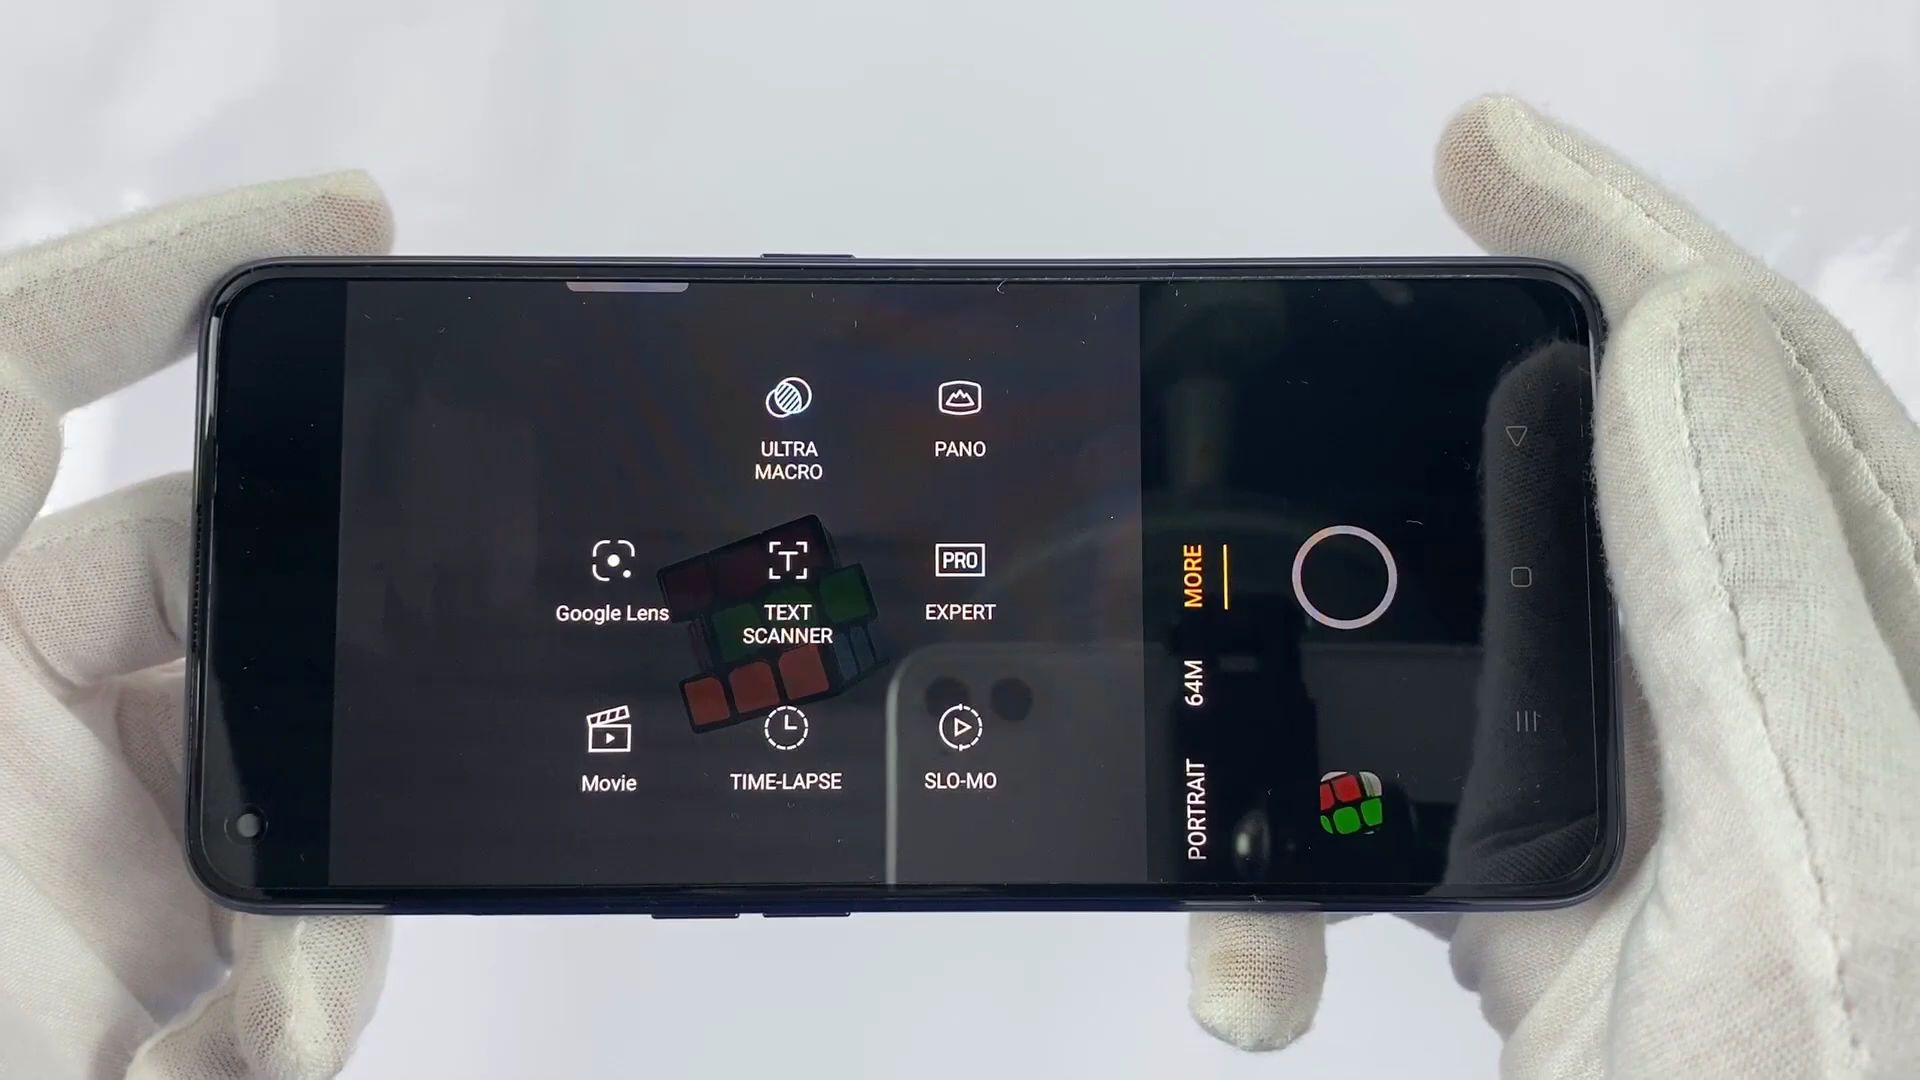 ULTRA
MACRO
PANO
Google Lens
TEXT
SCANNER
PRO
EXPERT
Movie
TIME-LAPSE
SLO-MO
MORE
64M
PORTRAIT